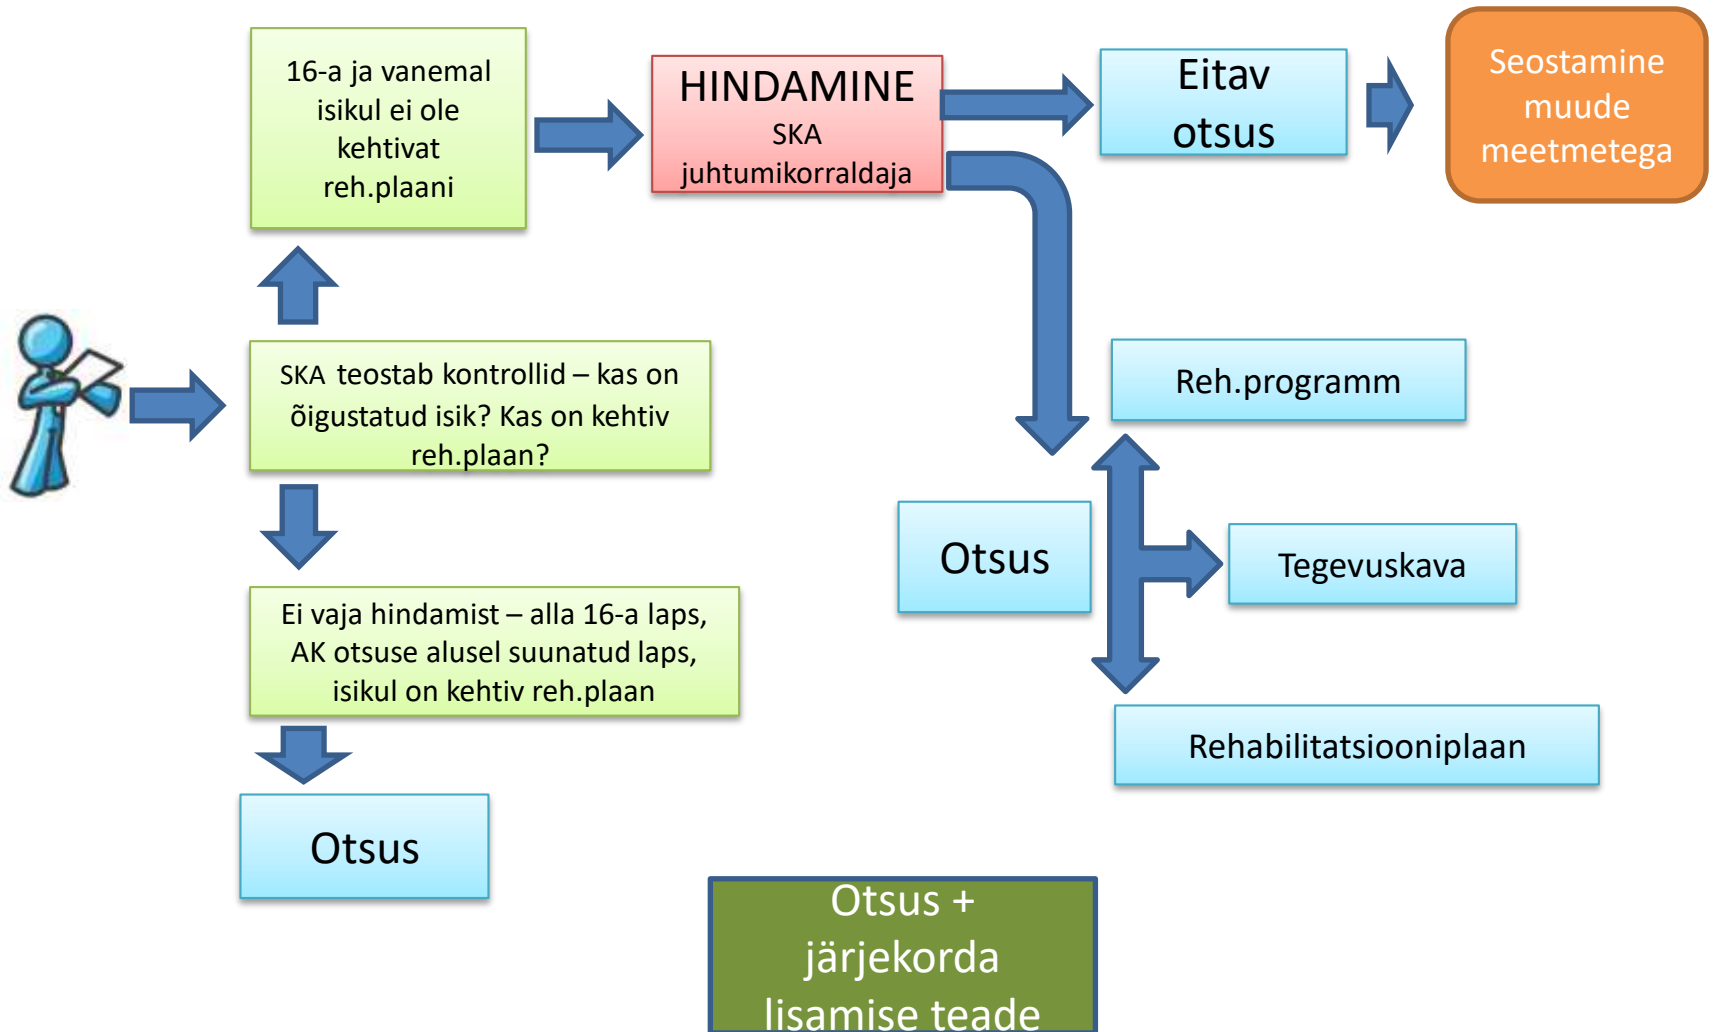 16-a ja vanemal
isikul ei ole
kehtivat
reh.plaani
HINDAMINE
SKA
juhtumikorraldaja
Eitav
otsus
Seostamine
muude
meetmetega
SKA teostab kontrollid – kas on
õigustatud isik? Kas on kehtiv
reh.plaan?
Reh.programm
Otsus
Tegevuskava
Rehabilitatsiooniplaan
Ei vaja hindamist – alla 16-a laps,
AK otsuse alusel suunatud laps,
isikul on kehtiv reh.plaan
Otsus
Otsus +
järjekorda
lisamise teade